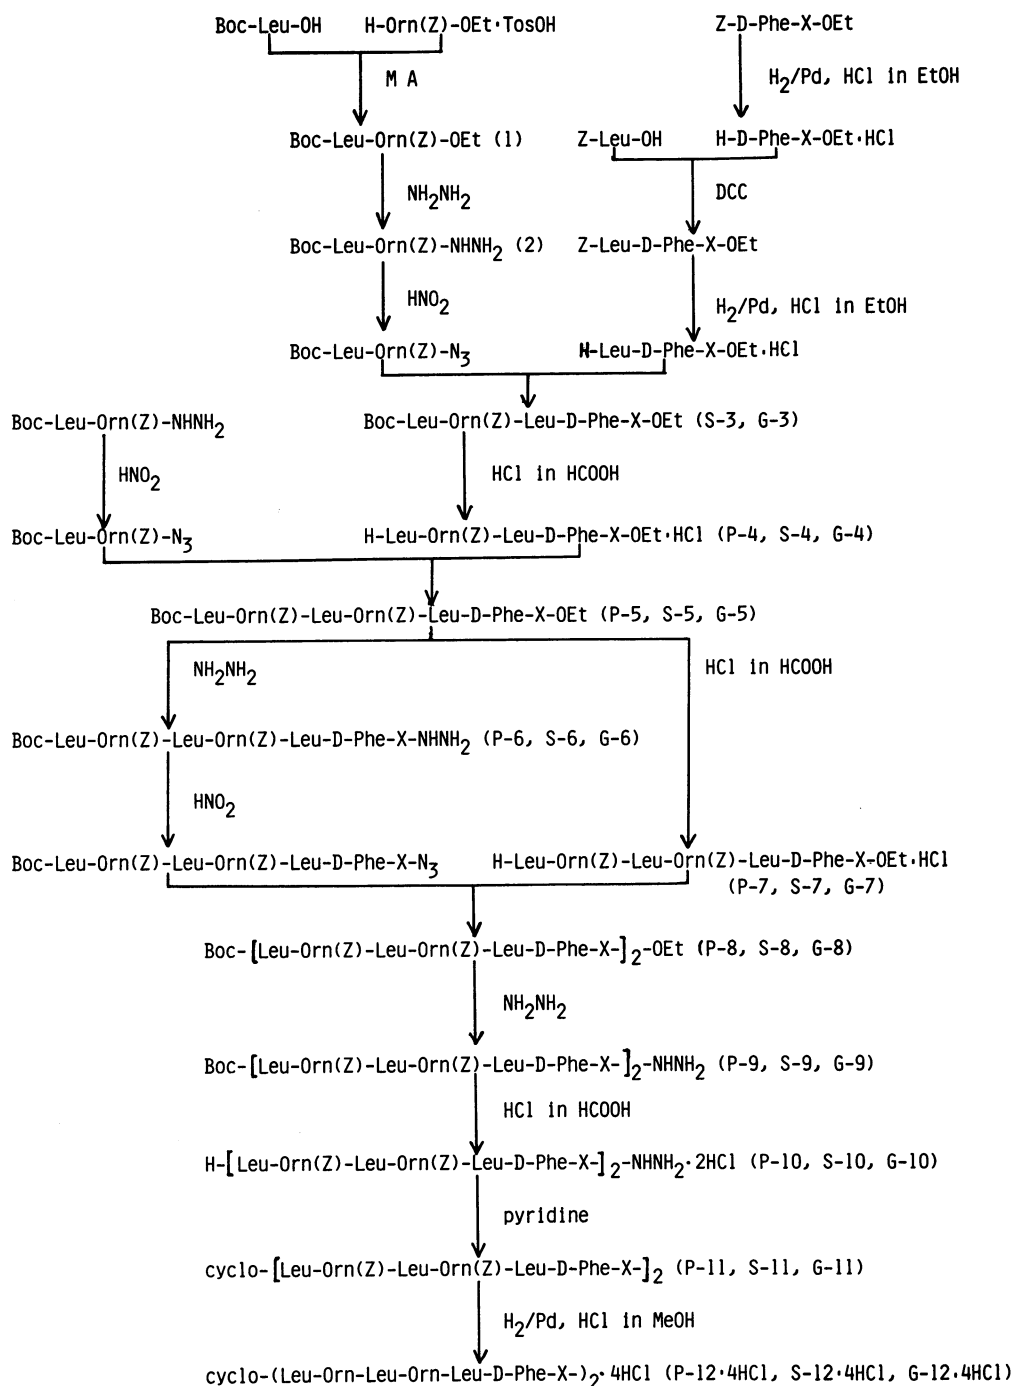 Boc-Leu-OH H-Orn(Z)-OEt·TosOH Z-D-Phe-X-OEt
M A
H2/Pd, HCl in EtOH
Boc-Leu-Orn(Z)-OEt (1) Z-Leu-OH H-D-Phe-X-OEt·HCl
NH2NH2
DCC
Boc-Leu-Orn(Z)-NHNH2 (2) Z-Leu-D-Phe-X-OEt
HNO2
H2/Pd, HCl in EtOH
Boc-Leu-Orn(Z)-N3 H-Leu-D-Phe-X-OEt·HCl
Boc-Leu-Orn(Z)-NHNH2 Boc-Leu-Orn(Z)-Leu-D-Phe-X-OEt (S-3, G-3)
HNO2
HCl in HCOOH
Boc-Leu-Orn(Z)-N3 H-Leu-Orn(Z)-Leu-D-Phe-X-OEt·HCl (P-4, S-4, G-4)
Boc-Leu-Orn(Z)-Leu-Orn(Z)-Leu-D-Phe-X-OEt (P-5, S-5, G-5)
NH2NH2
HCl in HCOOH
Boc-Leu-Orn(Z)-Leu-Orn(Z)-Leu-D-Phe-X-NHNH2 (P-6, S-6, G-6)
HNO2
Boc-Leu-Orn(Z)-Leu-Orn(Z)-Leu-D-Phe-X-N3 H-Leu-Orn(Z)-Leu-Orn(Z)-Leu-D-Phe-X-OEt·HCl
(P-7, S-7, G-7)
Boc-[Leu-Orn(Z)-Leu-Orn(Z)-Leu-D-Phe-X-]2-OEt (P-8, S-8, G-8)
NH2NH2
Boc-[Leu-Orn(Z)-Leu-Orn(Z)-Leu-D-Phe-X-]2-NHNH2 (P-9, S-9, G-9)
HCl in HCOOH
H-[Leu-Orn(Z)-Leu-Orn(Z)-Leu-D-Phe-X-]2-NHNH2·2HCl (P-10, S-10, G-10)
pyridine
cyclo-[Leu-Orn(Z)-Leu-Orn(Z)-Leu-D-Phe-X-]2 (P-11, S-11, G-11)
H2/Pd, HCl in MeOH
cyclo-(Leu-Orn-Leu-Orn-Leu-D-Phe-X-)2·4HCl (P-12·4HCl, S-12·4HCl, G-12·4HCl)